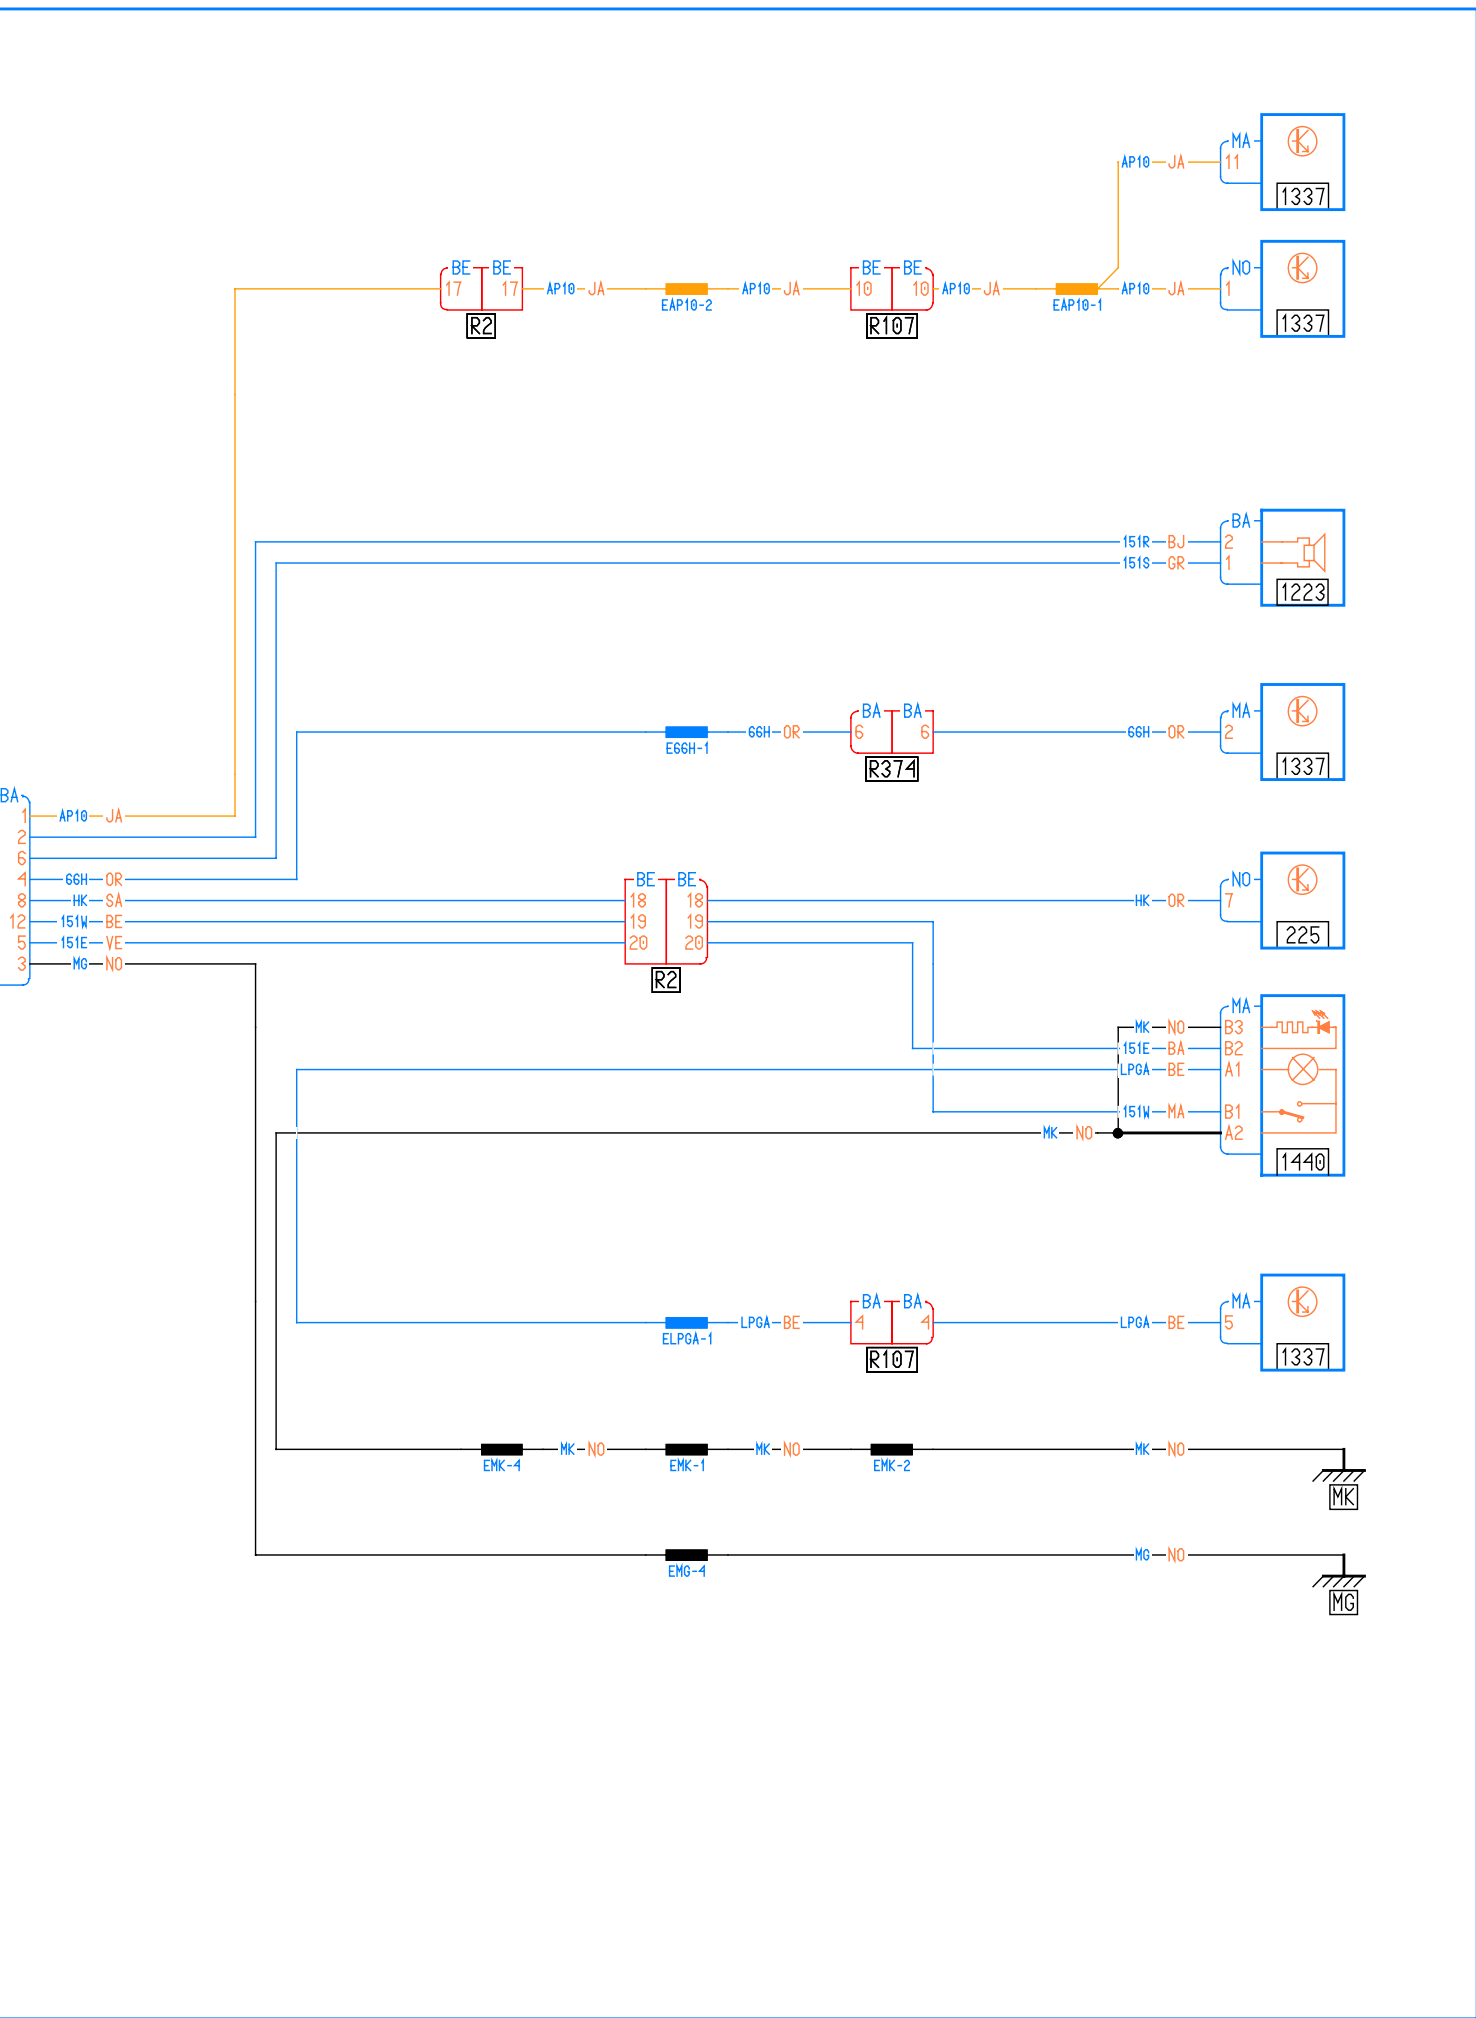 MA
AP10 JA 11
1337
BE BE BE BE NO
17 17 AP10 JA AP10 JA 10 10 AP10 JA AP10 JA 1
EAP10-2 EAP10-1
R2 R107 1337
BA
151R BJ 2
151S GR 1
1223
BA BA MA
66H OR 6 6 66H OR 2
E66H-1
R374 1337
BA
1 AP10 JA
2
6
4 66H OR BE BE NO
8 HK SA 18 18 HK OR 7
12 151W BE 19 19
5 151E VE 20 20 225
3 MG NO
R2
MA
MK NO B3
151E BA B2
LPGA BE A1
151W MA B1
MK NO A2
1440
BA BA MA
LPGA BE 4 4 LPGA BE 5
ELPGA-1
R107 1337
MK NO MK NO MK NO
EMK-4 EMK-1 EMK-2
MK
MG NO
EMG-4
MG